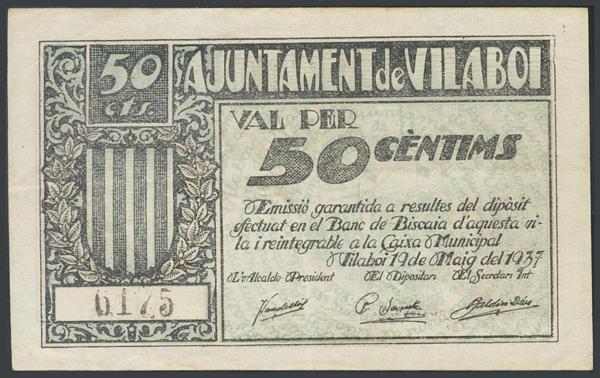 50
cts.
AJUNTAMENT de VILABOI
VAL PER
50 CÈNTIMS
Emissió garantida a resultes del dipòsit
efectuat en el Banc de Biscaia d'aquesta vi-
la i reintegrable a la Caixa Municipal
Vilaboi 19 de Maig del 1937
L'Alcalde-President El Dipositari El Secretari Int
6175